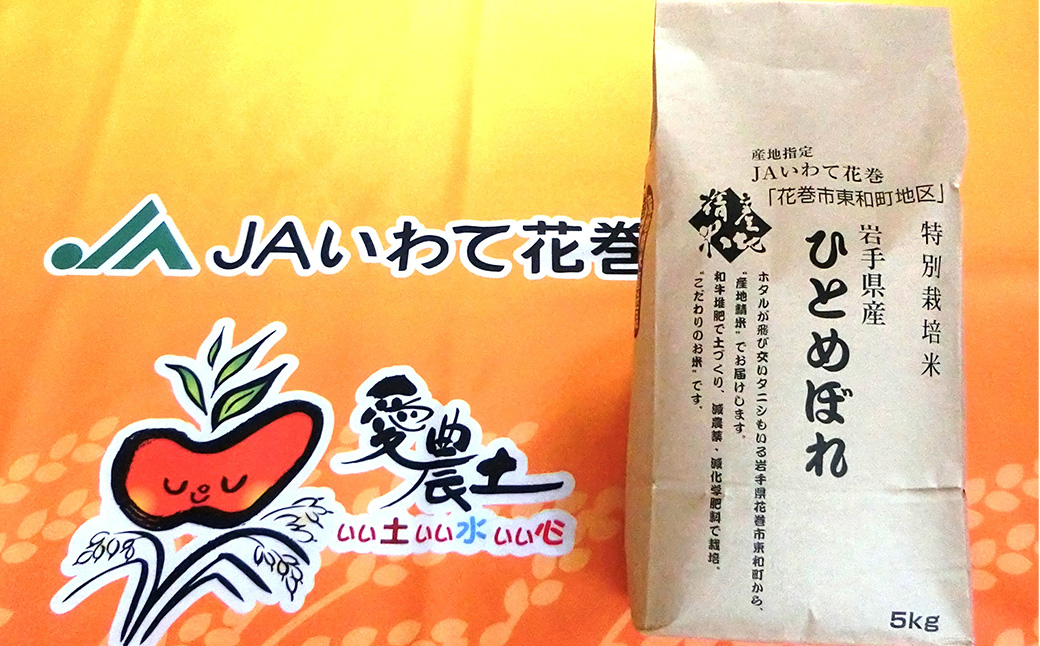 JAいわて花巻
愛農土
いい土いい水いい心
産地指定
JAいわて花巻
「花巻市東和町地区」
特別栽培米
岩手県産
ひとめぼれ
産地精米
ホタルが飛び交いタニシもいる岩手県花巻市東和町から、
“産地精米”でお届けします。
和牛堆肥で土づくり、減農薬・減化学肥料で栽培。
“こだわりのお米”です。
5kg